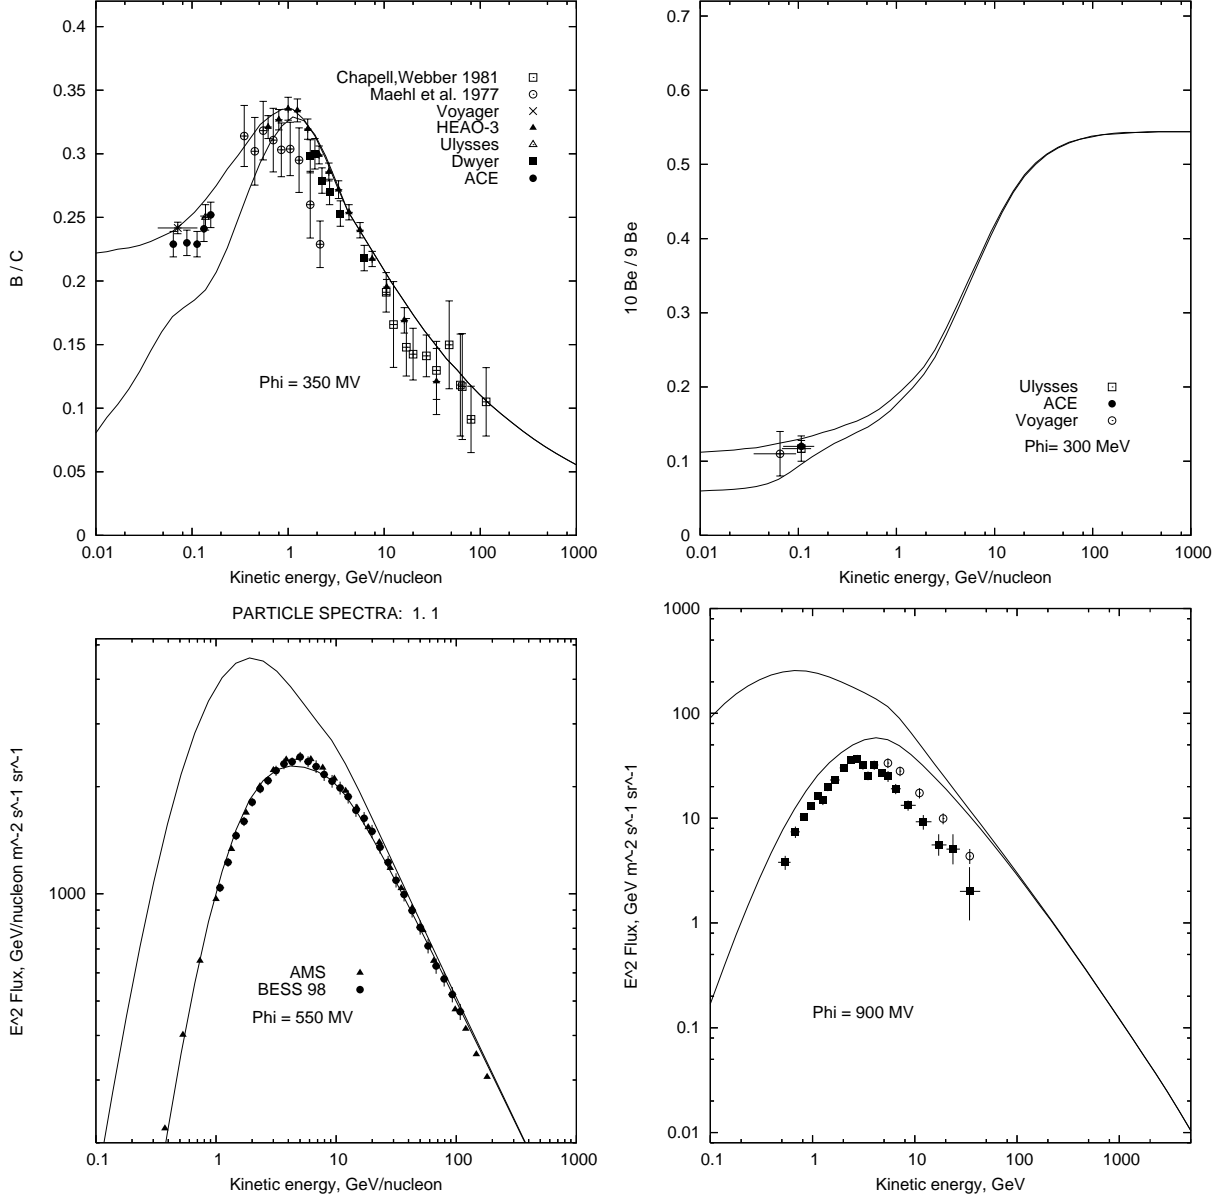 0.4
0.35
0.3
0.25
0.2
0.15
0.1
0.05
0
B / C
Chapell,Webber 1981
Maehl et al. 1977
Voyager
HEAO-3
Ulysses
Dwyer
ACE
Phi = 350 MV
0.01 0.1 1 10 100 1000
Kinetic energy, GeV/nucleon
0.7
0.6
0.5
0.4
0.3
0.2
0.1
0
10 Be / 9 Be
Ulysses
ACE
Voyager
Phi= 300 MeV
0.01 0.1 1 10 100 1000
Kinetic energy, GeV/nucleon
PARTICLE SPECTRA: 1. 1
1000
E^2 Flux, GeV/nucleon m^-2 s^-1 sr^-1
AMS
BESS 98
Phi = 550 MV
0.1 1 10 100 1000
Kinetic energy, GeV/nucleon
1000
100
10
1
0.1
0.01
E^2 Flux, GeV m^-2 s^-1 sr^-1
Phi = 900 MV
0.1 1 10 100 1000
Kinetic energy, GeV